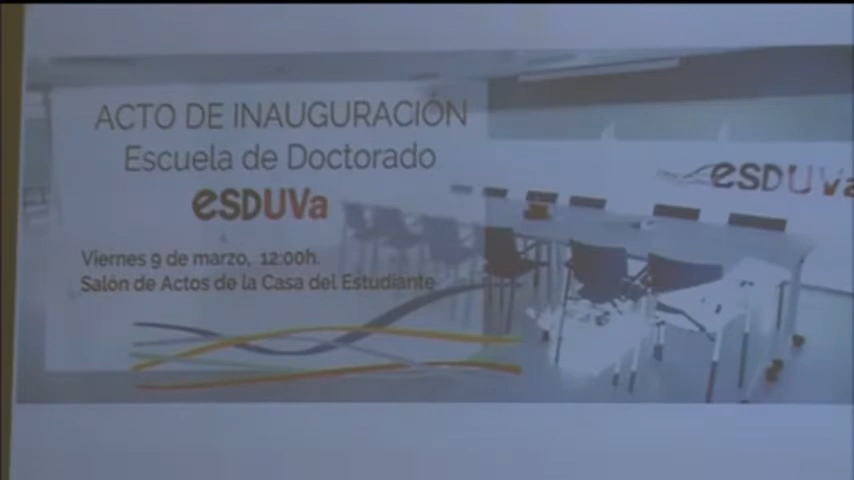 ACTO DE INAUGURACIÓN
Escuela de Doctorado
esDUVa
Viernes 9 de marzo, 12:00h.
Salón de Actos de la Casa del Estudiante
esDUVa